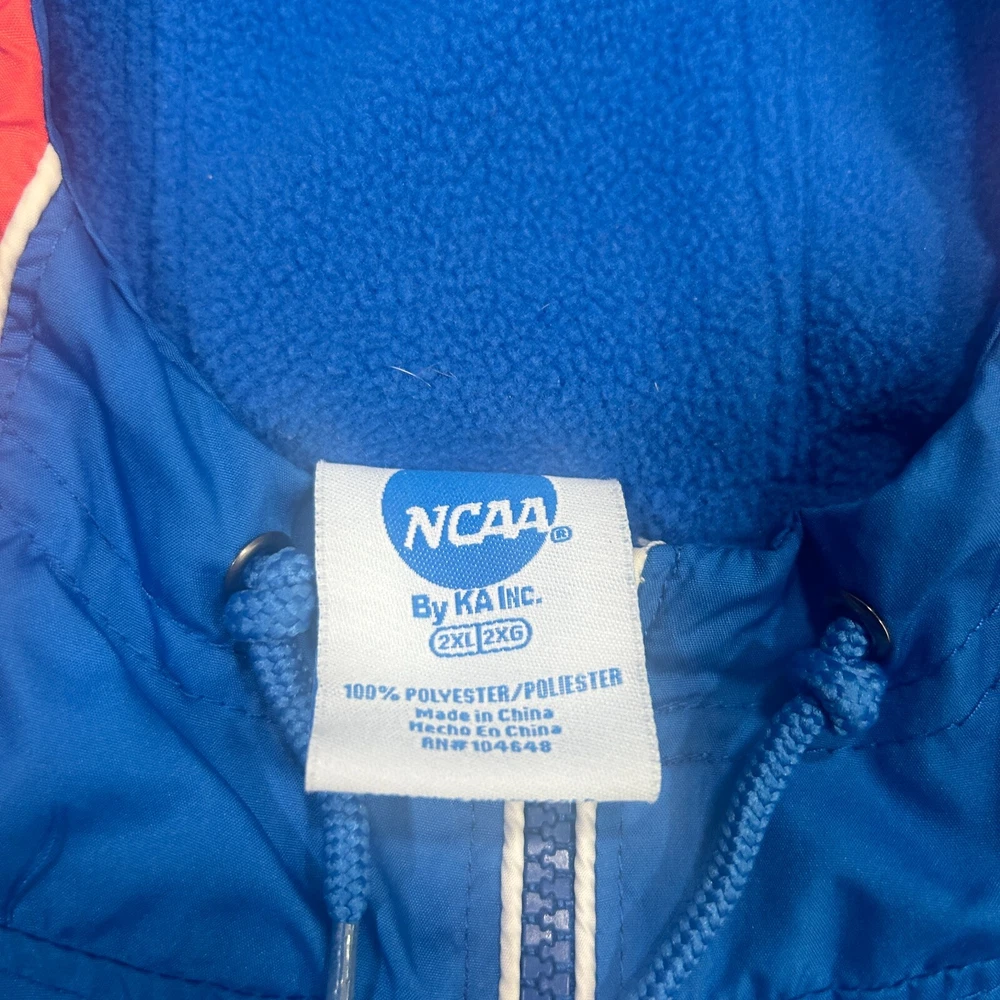 NCAA®
By KA Inc.
2XL 2XG
100% POLYESTER/POLIESTER
Made in China
Hecho En China
RN# 104648